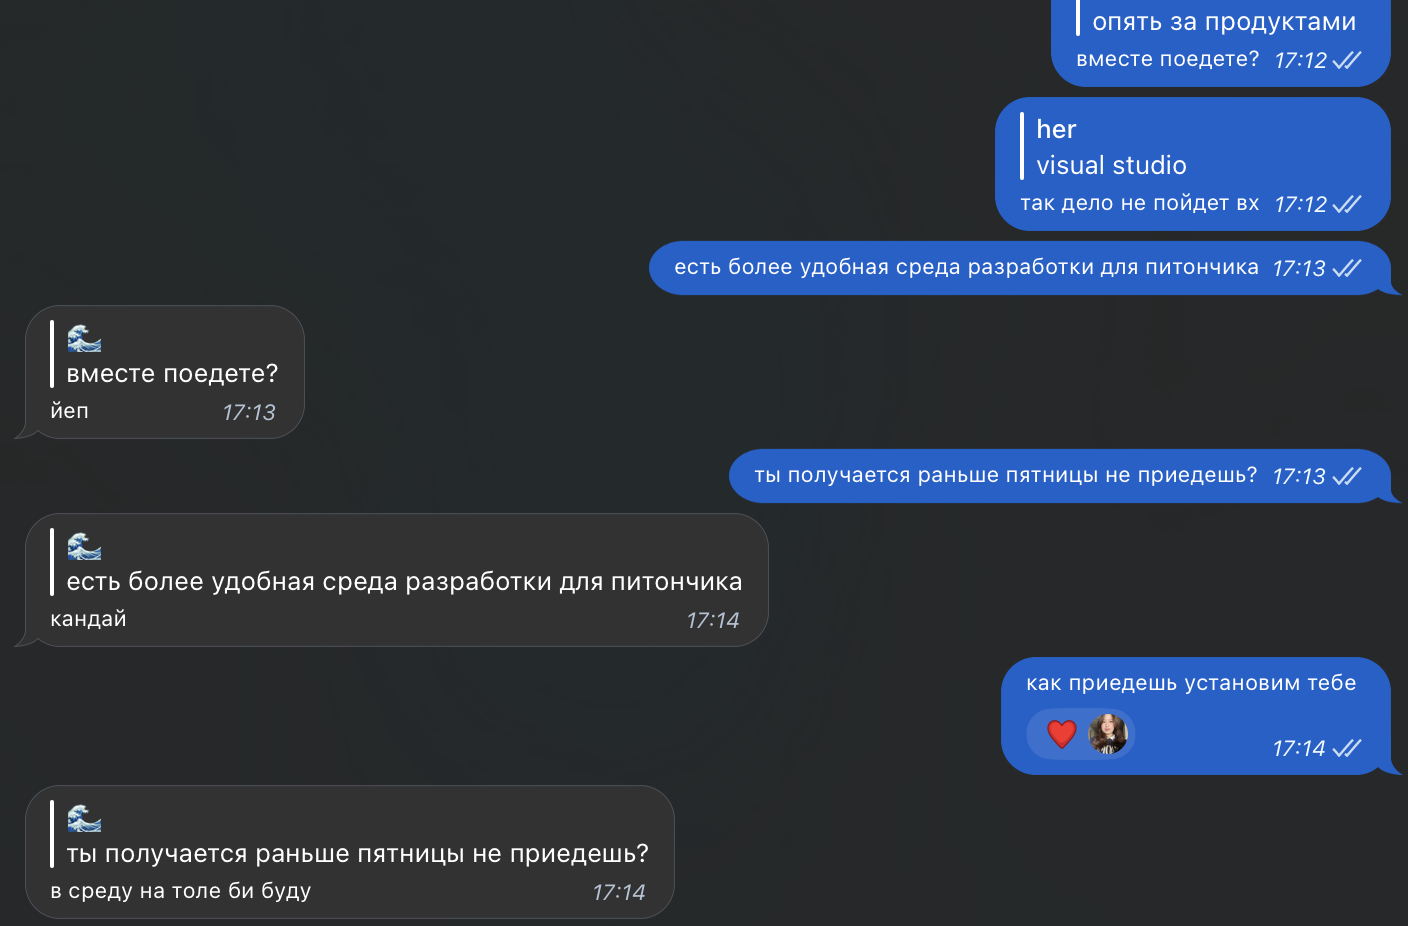 опять за продуктами
вместе поедете? 17:12
her
visual studio
так дело не пойдет вх 17:12
есть более удобная среда разработки для питончика 17:13
вместе поедете?
йеп 17:13
ты получается раньше пятницы не приедешь? 17:13
есть более удобная среда разработки для питончика
кандай 17:14
как приедешь установим тебе
17:14
ты получается раньше пятницы не приедешь?
в среду на толе би буду 17:14